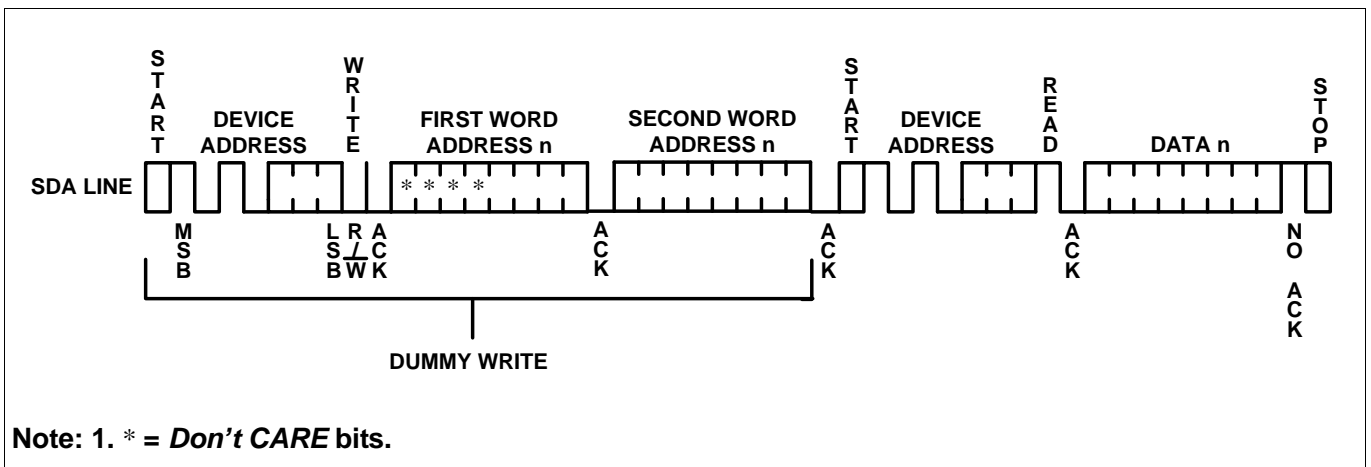 START
WRITE
START
READ
STOP
DEVICE
ADDRESS
FIRST WORD
ADDRESS n
SECOND WORD
ADDRESS n
DEVICE
ADDRESS
DATA n
SDA LINE
* * * *
MSB
LSB
R/W
ACK
ACK
ACK
ACK
NO ACK
DUMMY WRITE
Note: 1. * = Don't CARE bits.